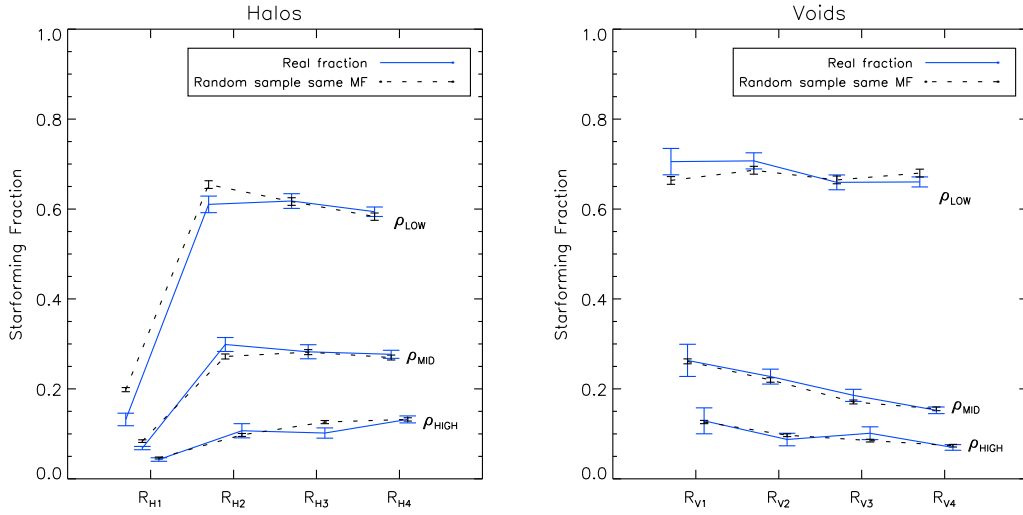 Halos
1.0
0.8
0.6
0.4
0.2
0.0
Starforming Fraction
Real fraction
Random sample same MF
ρLOW
ρMID
ρHIGH
RH1 RH2 RH3 RH4
Voids
1.0
0.8
0.6
0.4
0.2
0.0
Starforming Fraction
Real fraction
Random sample same MF
ρLOW
ρMID
ρHIGH
RV1 RV2 RV3 RV4